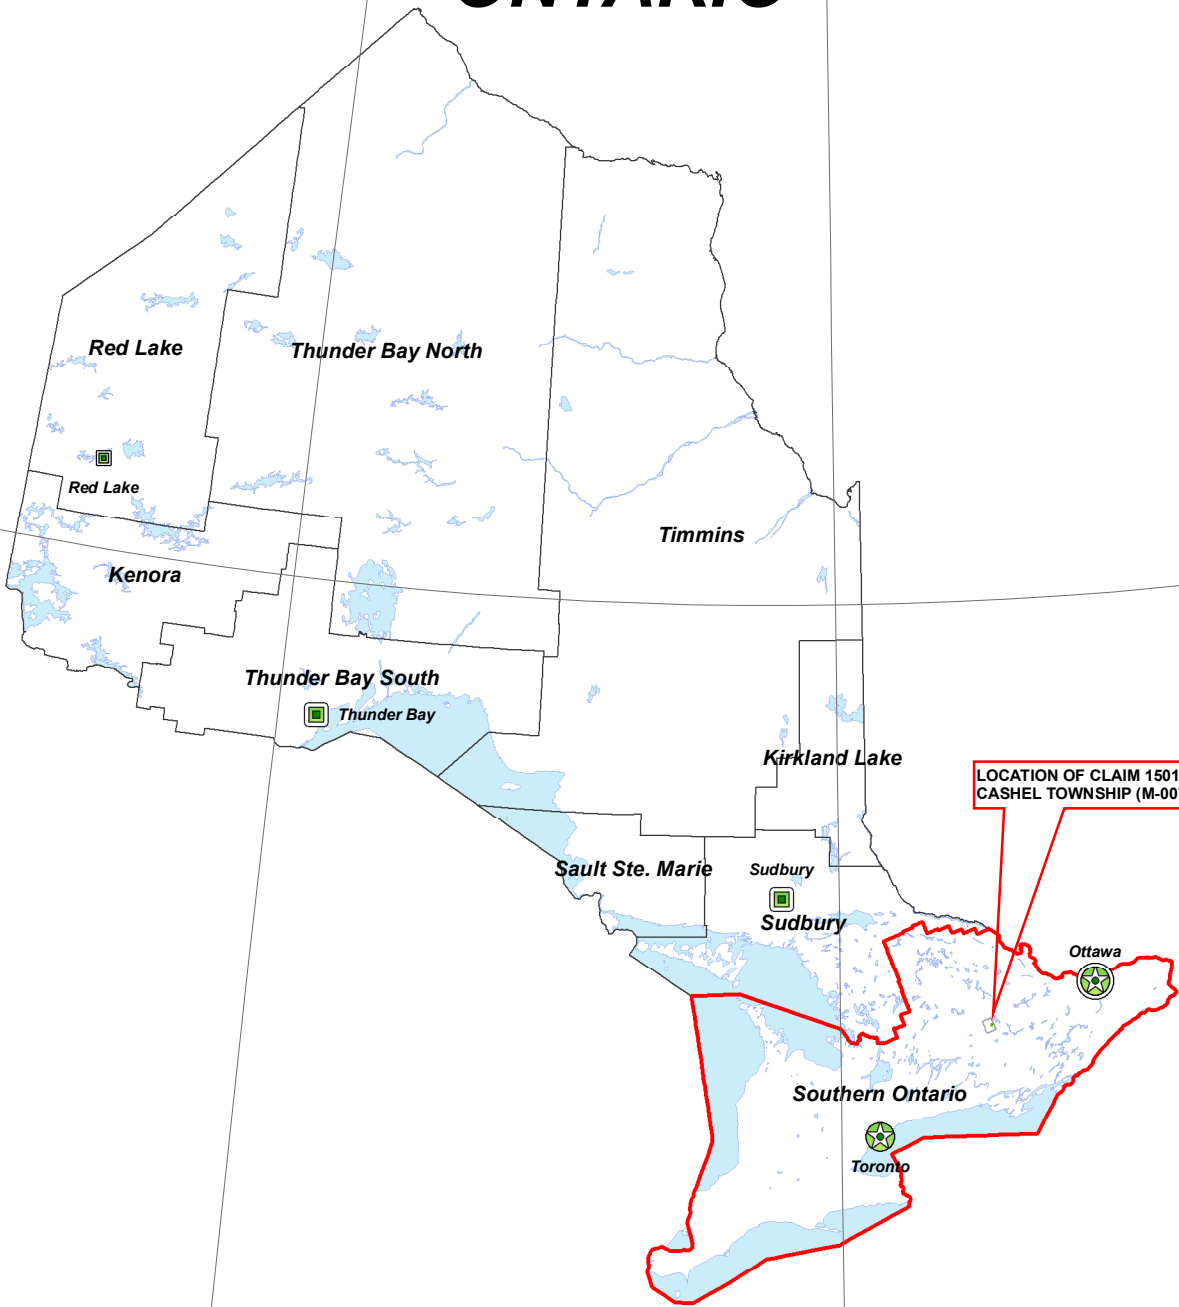 ONTARIO
Red Lake
Thunder Bay North
Red Lake
Timmins
Kenora
Thunder Bay South
Thunder Bay
Kirkland Lake
LOCATION OF CLAIM 1501
CASHEL TOWNSHIP (M-00
Sault Ste. Marie
Sudbury
Sudbury
Ottawa
Southern Ontario
Toronto